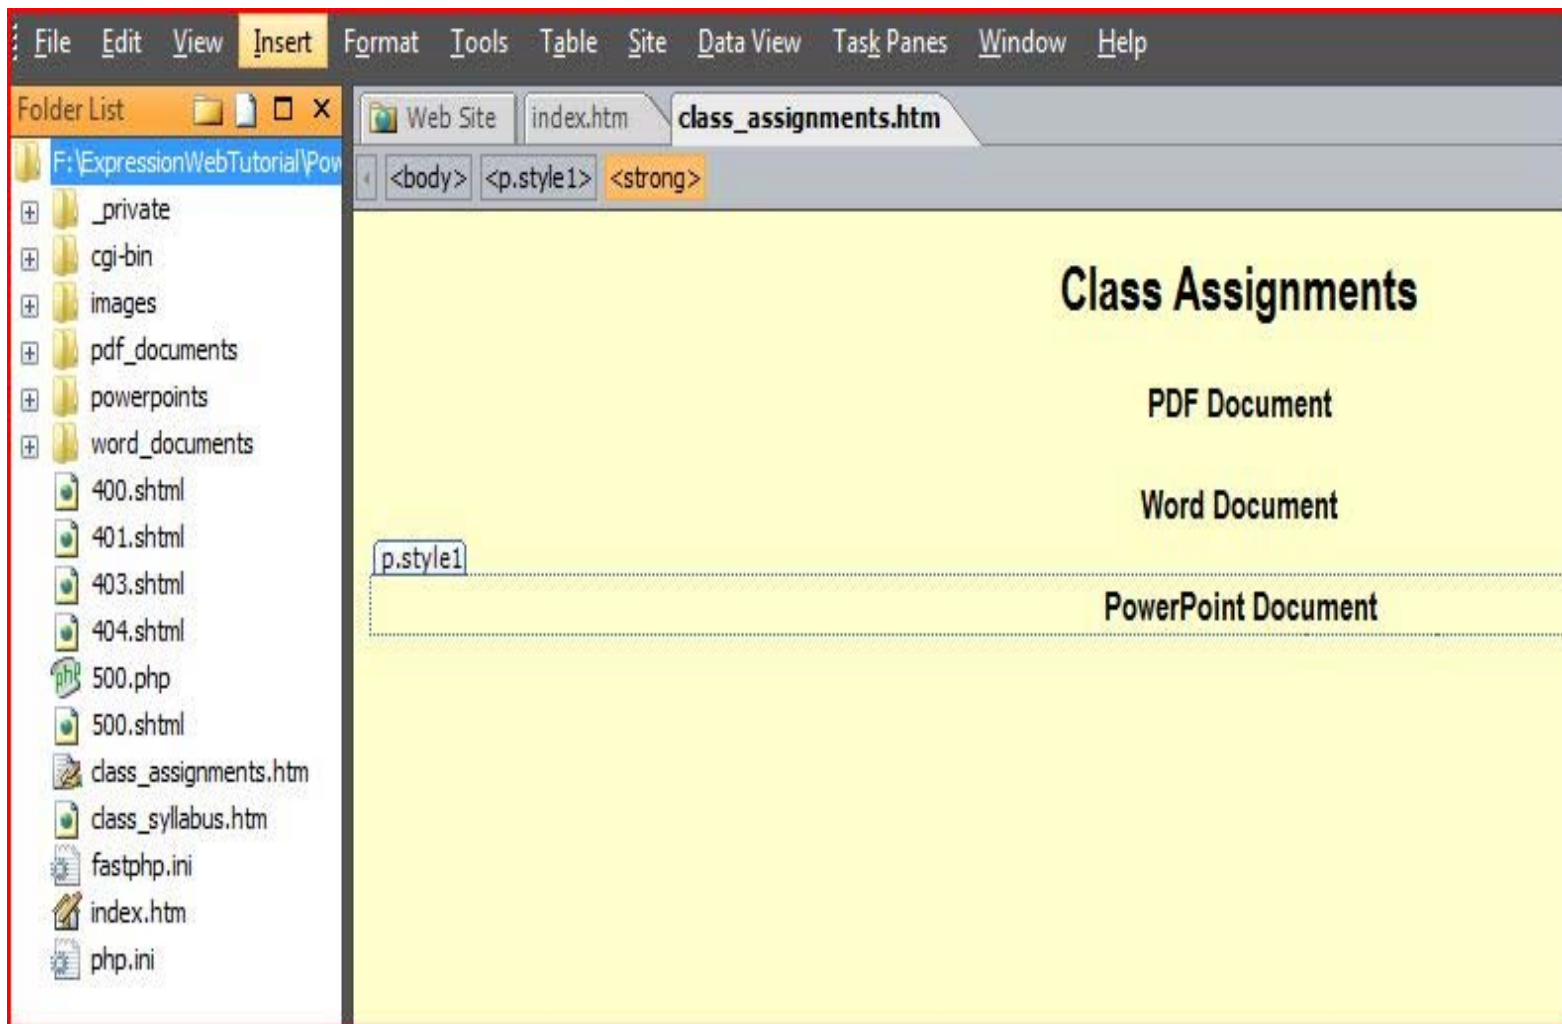 File Edit View Insert Format Tools Table Site Data View Task Panes Window Help
Folder List
F:\ExpressionWebTutorial\Pow
_private
cgi-bin
images
pdf_documents
powerpoints
word_documents
400.shtml
401.shtml
403.shtml
404.shtml
500.php
500.shtml
class_assignments.htm
class_syllabus.htm
fastphp.ini
index.htm
php.ini
Web Site index.htm class_assignments.htm
<body> <p.style1> <strong>
Class Assignments
PDF Document
Word Document
p.style1
PowerPoint Document